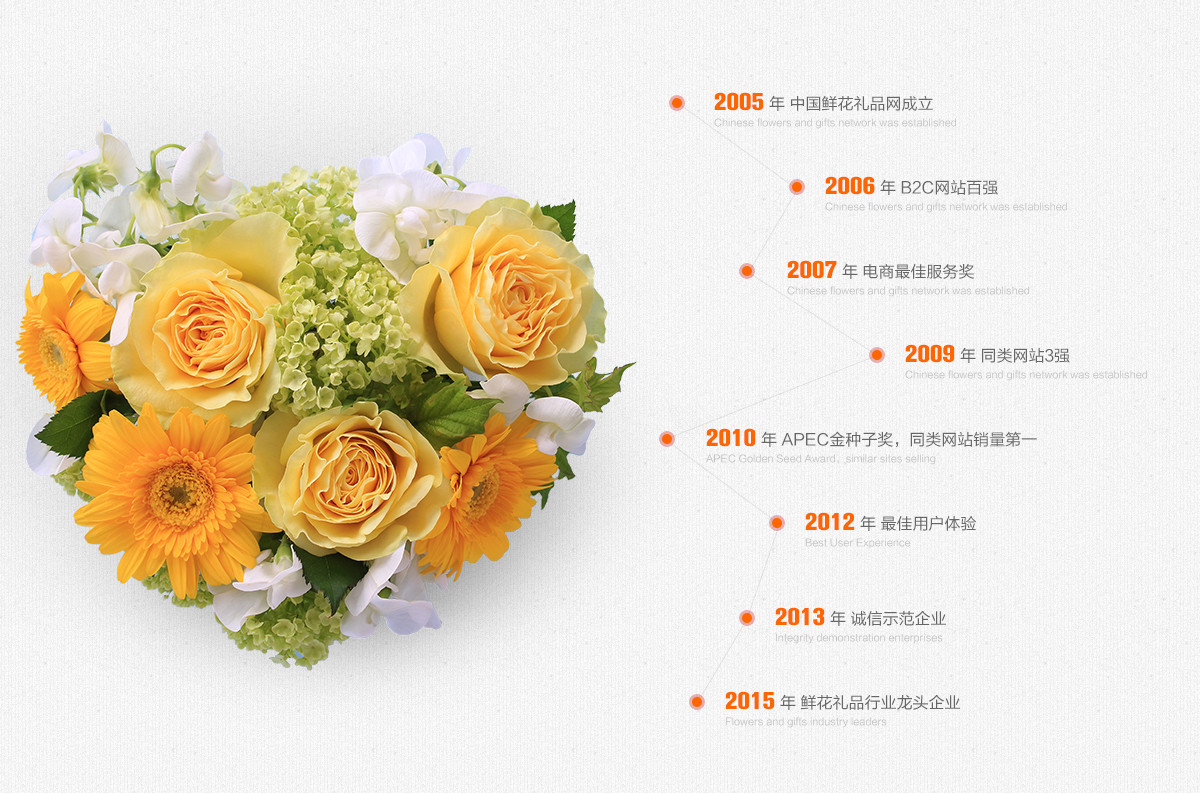 2005 年 中国鲜花礼品网成立
Chinese flowers and gifts network was established
2006 年 B2C网站百强
Chinese flowers and gifts network was established
2007 年 电商最佳服务奖
Chinese flowers and gifts network was established
2009 年 同类网站3强
Chinese flowers and gifts network was established
2010 年 APEC金种子奖，同类网站销量第一
APEC Golden Seed Award，similar sites selling
2012 年 最佳用户体验
Best User Experience
2013 年 诚信示范企业
Integrity demonstration enterprises
2015 年 鲜花礼品行业龙头企业
Flowers and gifts industry leaders